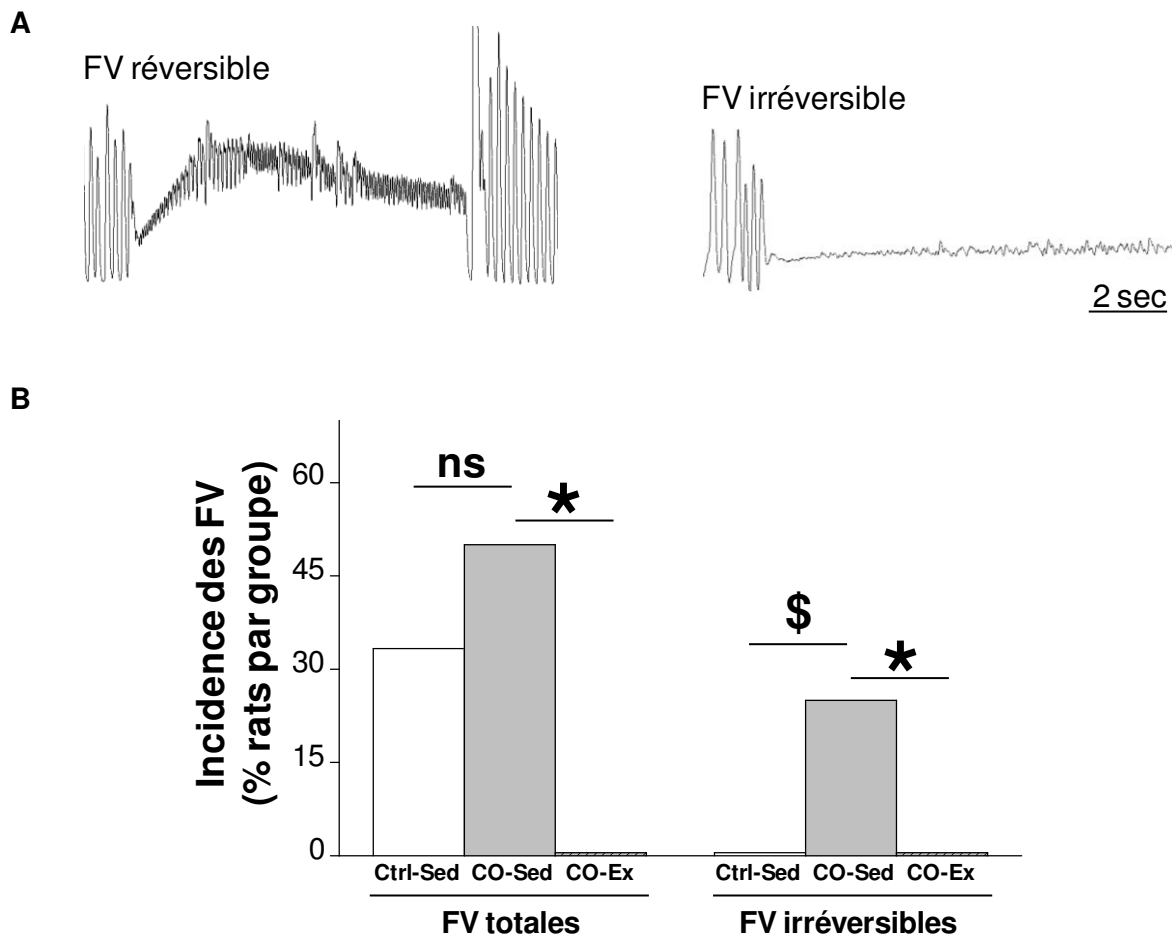 A
FV réversible
FV irréversible
2 sec
B
Incidence des FV
(% rats par groupe)
60
45
30
15
0
ns
*
$
*
Ctrl-Sed CO-Sed CO-Ex
Ctrl-Sed CO-Sed CO-Ex
FV totales
FV irréversibles